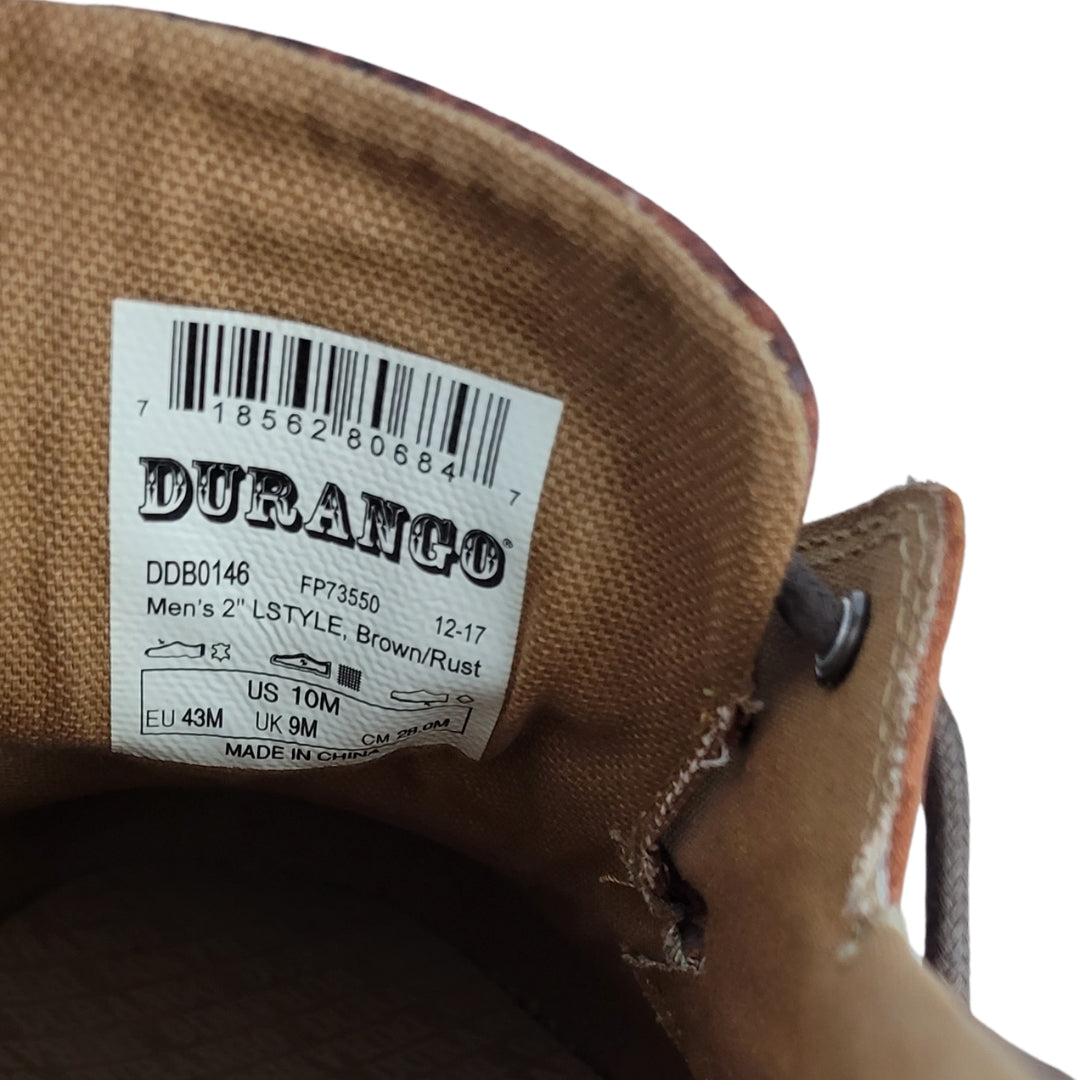 7 18562 80684 7
DURANGO®
DDB0146 FP73550 12-17
Men's 2" LSTYLE, Brown/Rust
US 10M
EU 43M UK 9M CM 28.0M
MADE IN CHINA